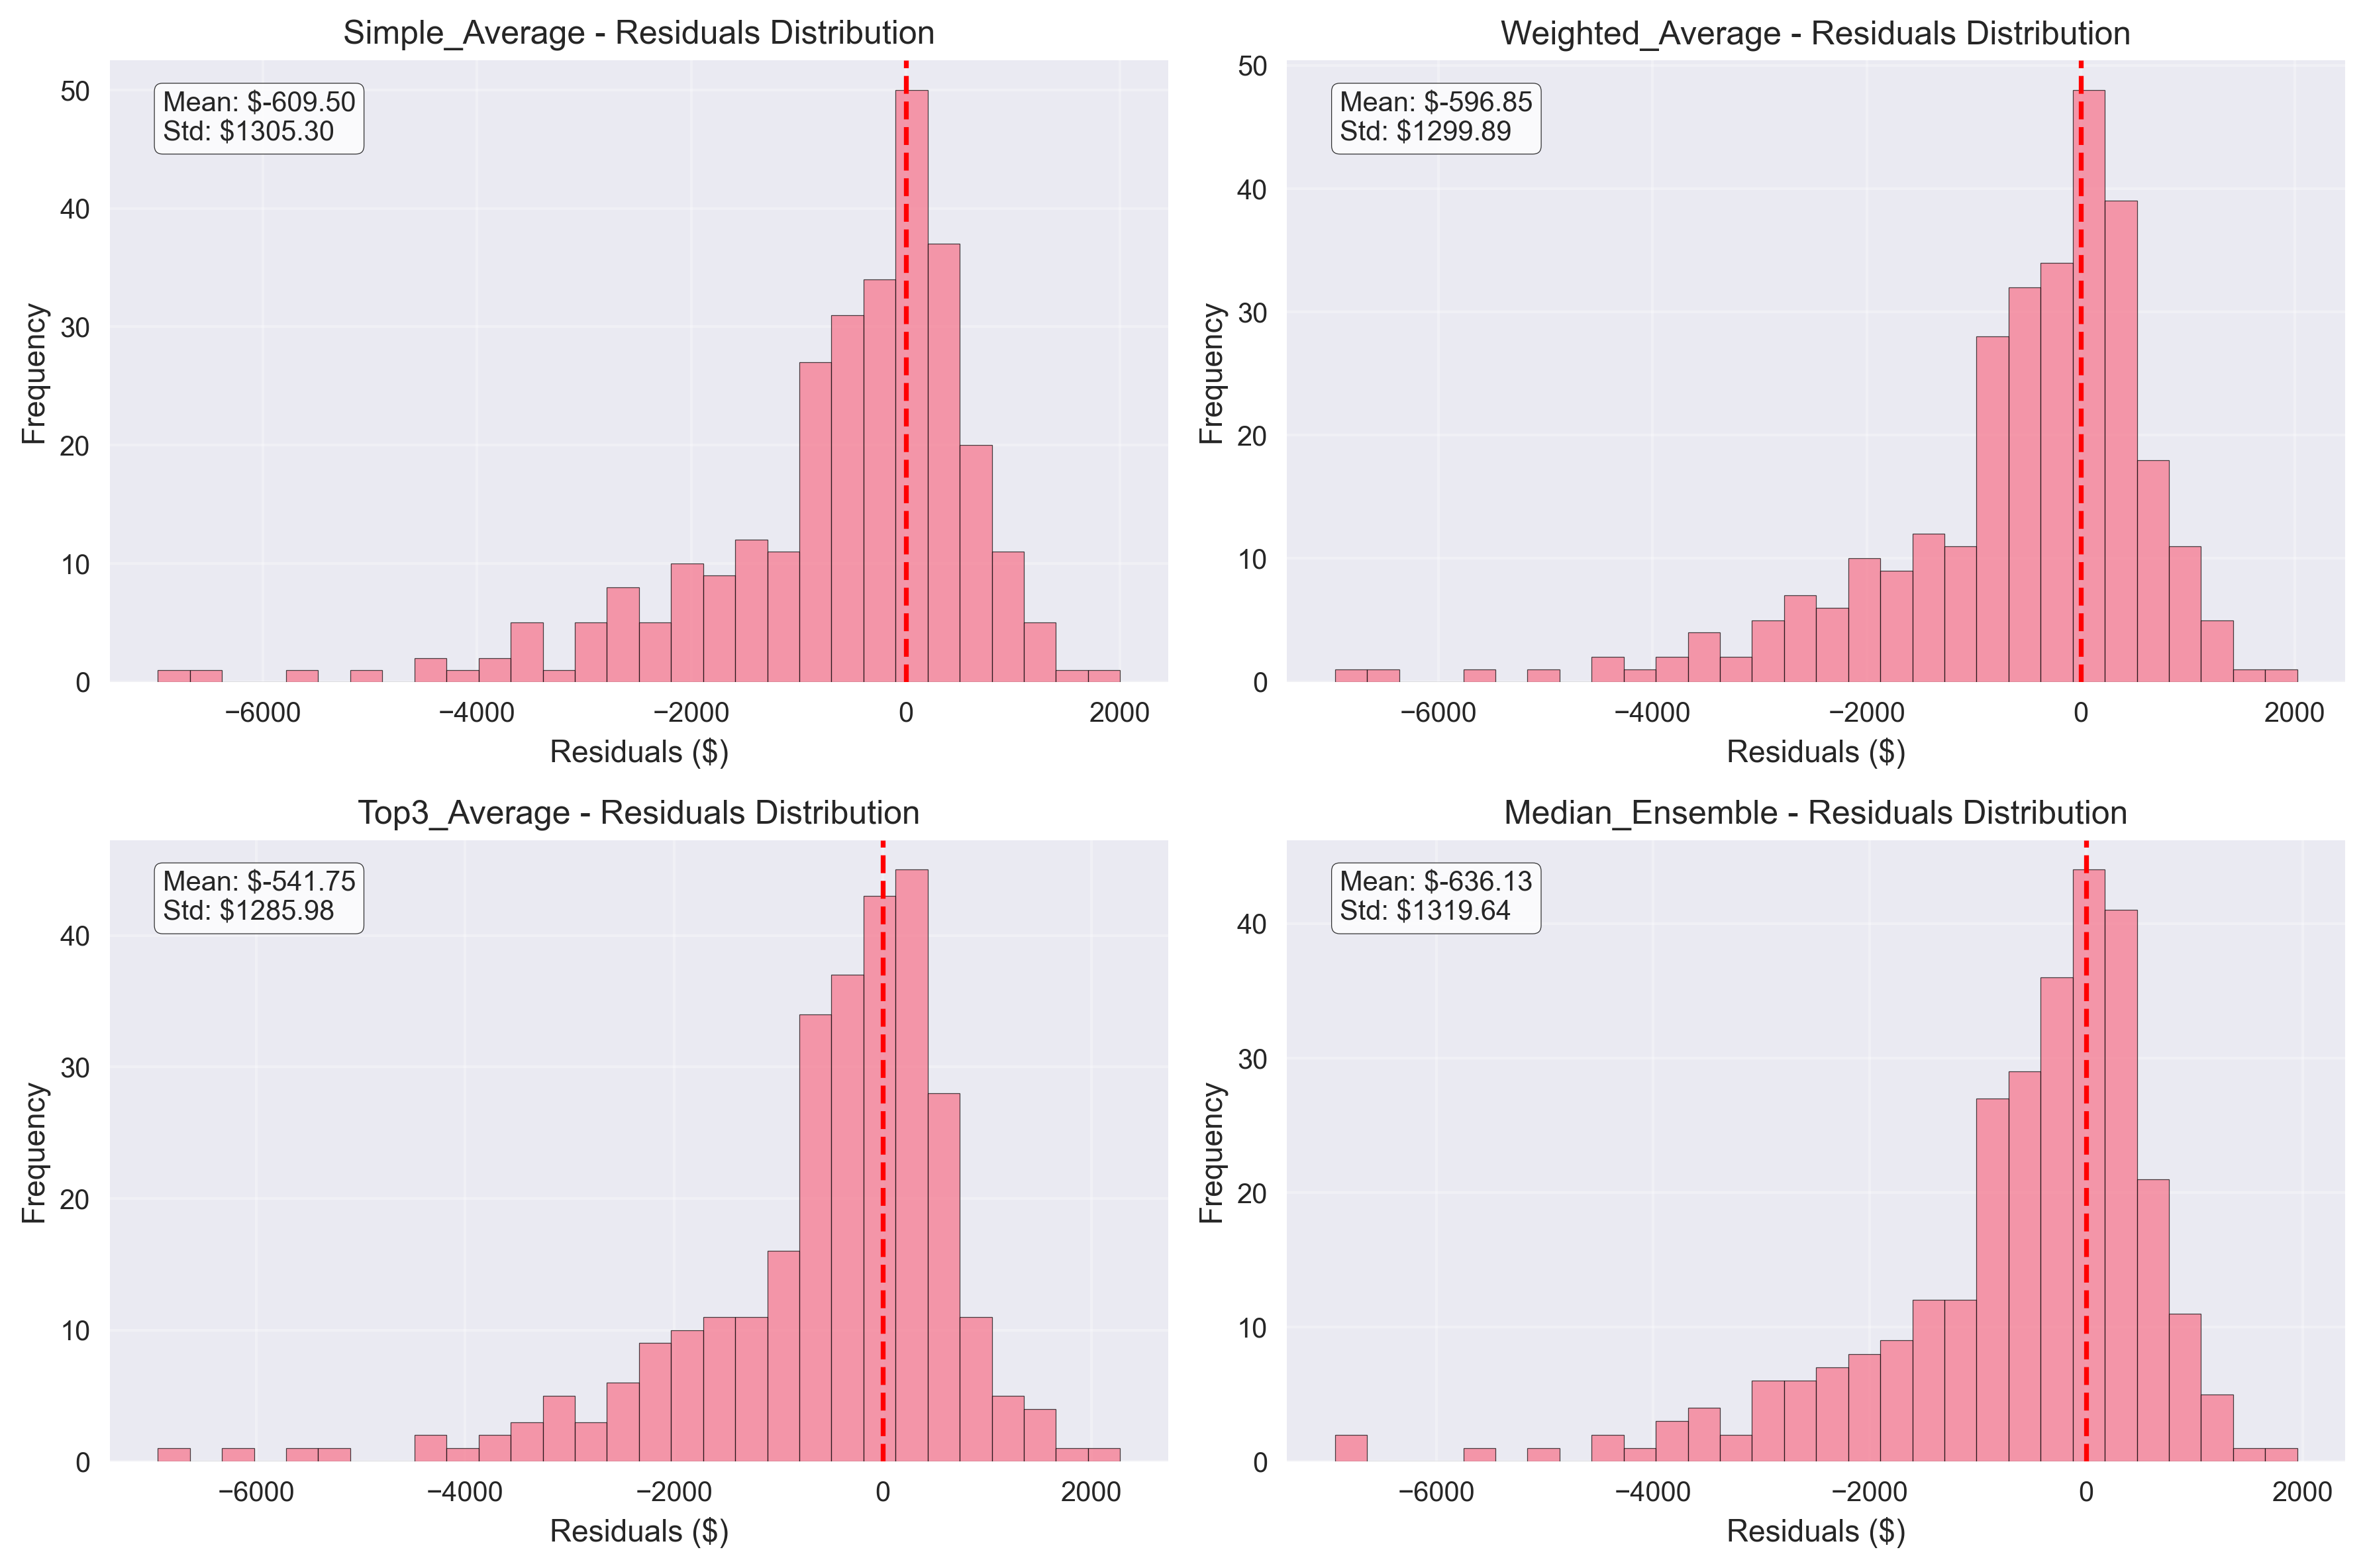 Simple_Average - Residuals Distribution
Mean: $-609.50
Std: $1305.30
Frequency
50
40
30
20
10
0
−6000 −4000 −2000 0 2000
Residuals ($)
Weighted_Average - Residuals Distribution
Mean: $-596.85
Std: $1299.89
Frequency
50
40
30
20
10
0
−6000 −4000 −2000 0 2000
Residuals ($)
Top3_Average - Residuals Distribution
Mean: $-541.75
Std: $1285.98
Frequency
40
30
20
10
0
−6000 −4000 −2000 0 2000
Residuals ($)
Median_Ensemble - Residuals Distribution
Mean: $-636.13
Std: $1319.64
Frequency
40
30
20
10
0
−6000 −4000 −2000 0 2000
Residuals ($)